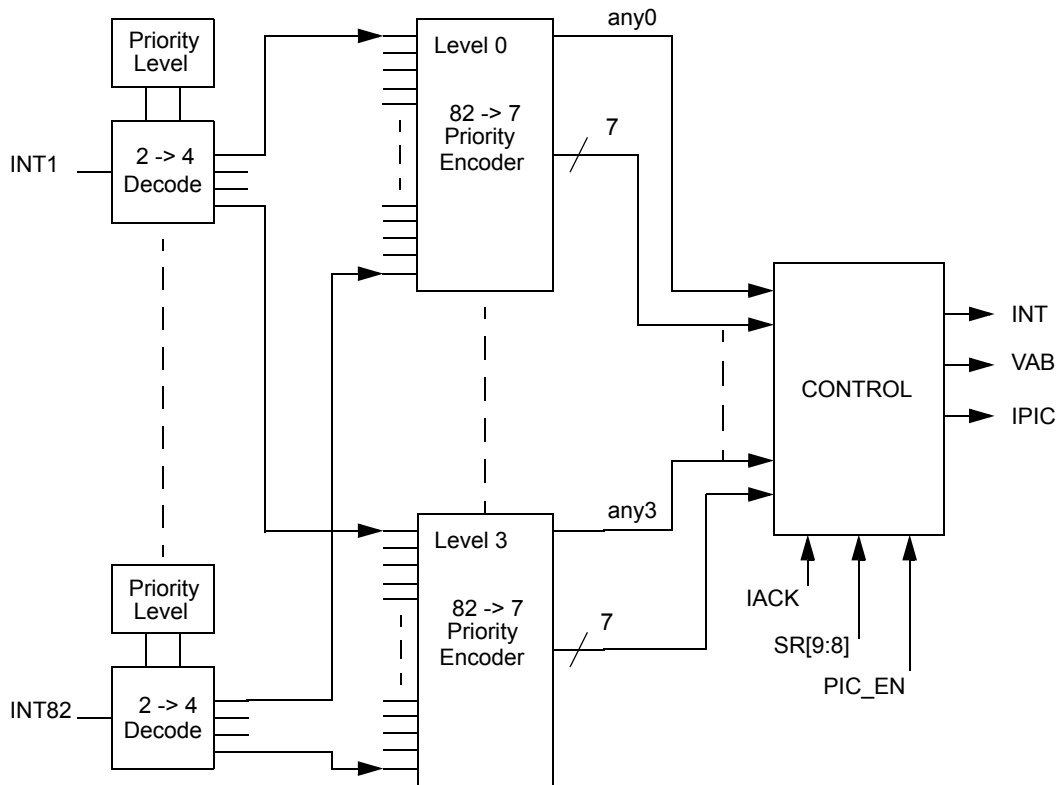 Priority
Level
INT1
2 -> 4
Decode
Level 0
82 -> 7
Priority
Encoder
any0
7
CONTROL
INT
VAB
IPIC
IACK
SR[9:8]
PIC_EN
Priority
Level
INT82
2 -> 4
Decode
Level 3
82 -> 7
Priority
Encoder
any3
7